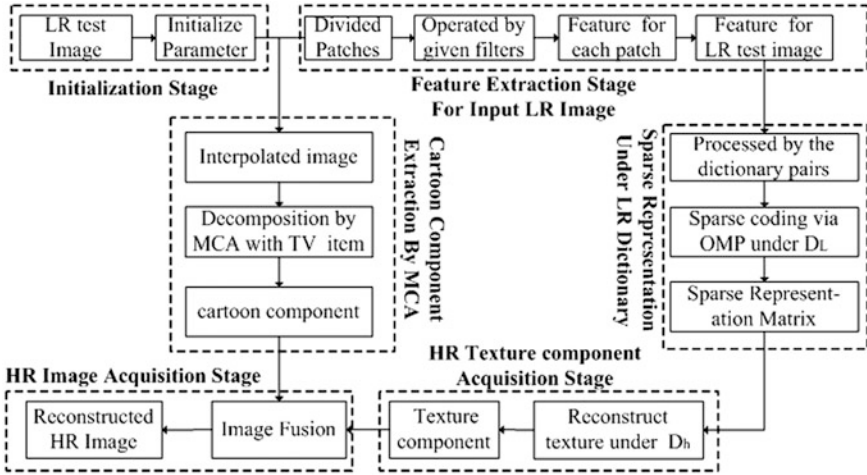 LR test
Image
Initialize
Parameter
Divided
Patches
Operated by
given filters
Feature for
each patch
Feature for
LR test image
Initialization Stage
Feature Extraction Stage
For Input LR Image
Interpolated image
Decomposition by
MCA with TV item
cartoon component
Cartoon Component
Extraction By MCA
Processed by the
dictionary pairs
Sparse coding via
OMP under DL
Sparse Represent-
ation Matrix
Sparse Representation
Under LR Dictionary
HR Image Acquisition Stage
HR Texture component
Acquisition Stage
Reconstructed
HR Image
Image Fusion
Texture
component
Reconstruct
texture under Dh